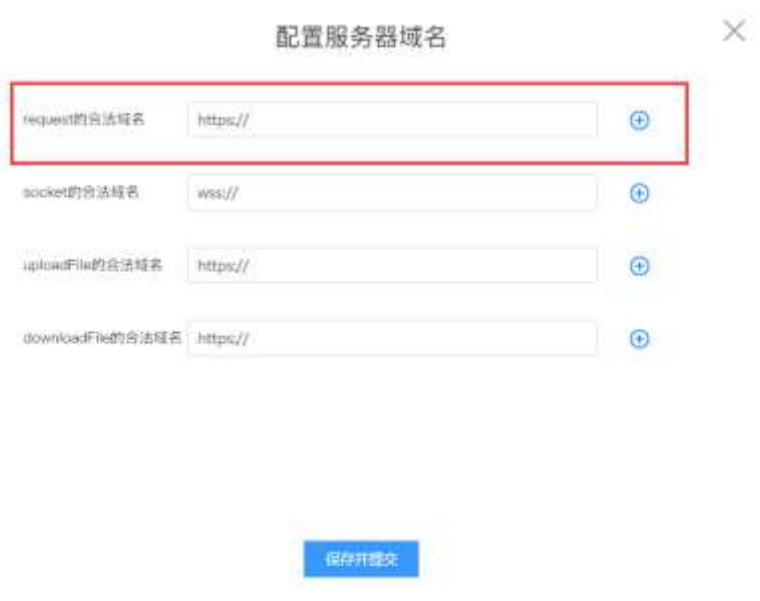 配置服务器域名
request的合法域名 https://
socket的合法域名 wss://
uploadFile的合法域名 https://
downloadFile的合法域名 https://
保存并提交